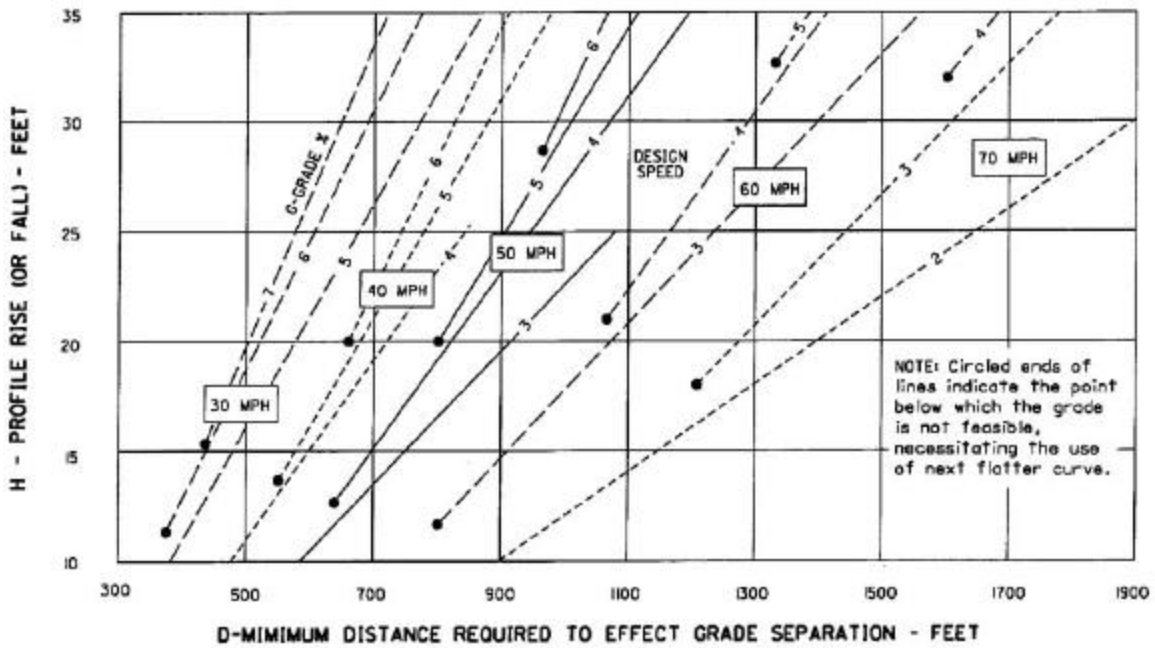 35
30
25
20
15
10
H - PROFILE RISE (OR FALL) - FEET
300 500 700 900 1100 1300 1500 1700 1900
D-MIMIMUM DISTANCE REQUIRED TO EFFECT GRADE SEPARATION - FEET
G-GRADE %
7
6
5
30 MPH
6
5
4
40 MPH
6
5
4
3
50 MPH
DESIGN
SPEED
5
4
3
60 MPH
4
3
2
70 MPH
NOTE: Circled ends of
lines indicate the point
below which the grade
is not feasible,
necessitating the use
of next flatter curve.